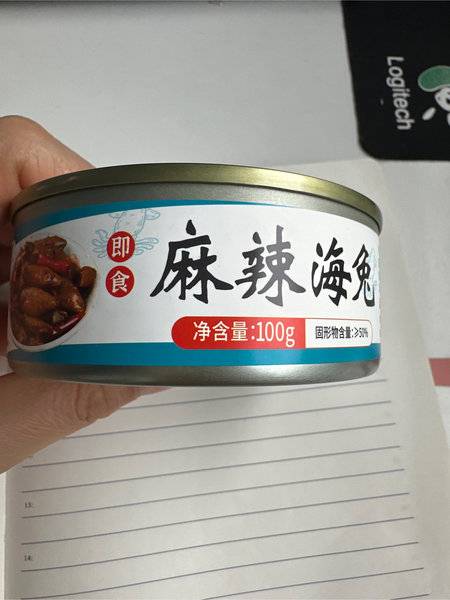 Logitech
即食
麻辣海兔
净含量:100g
固形物含量:≥50%
13:
14: